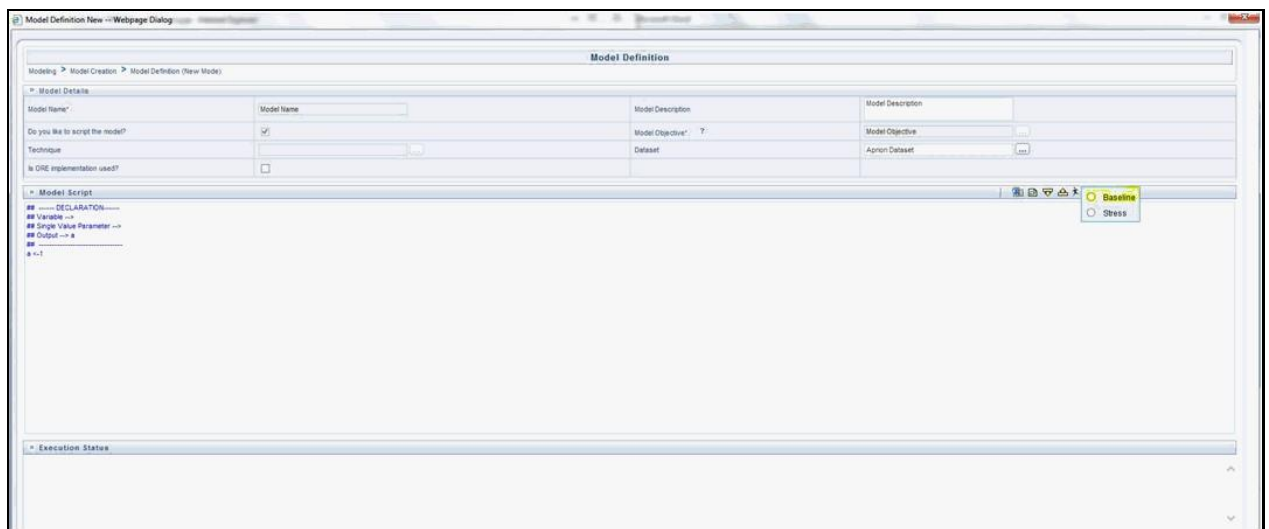 Model Definition New -- Webpage Dialog
Model Definition
Modeling > Model Creation > Model Definition (New Mode)
Model Details
Model Name* Model Name Model Description Model Description
Do you like to script the model? Model Objective* ? Model Objective
Technique ... Dataset Apriori Dataset ...
Is ORE implementation used?
Model Script
Baseline
Stress
## ------ DECLARATION------
## Variable -->
## Single Value Parameter -->
## Output --> a
## --------------------------------
a <-1
Execution Status